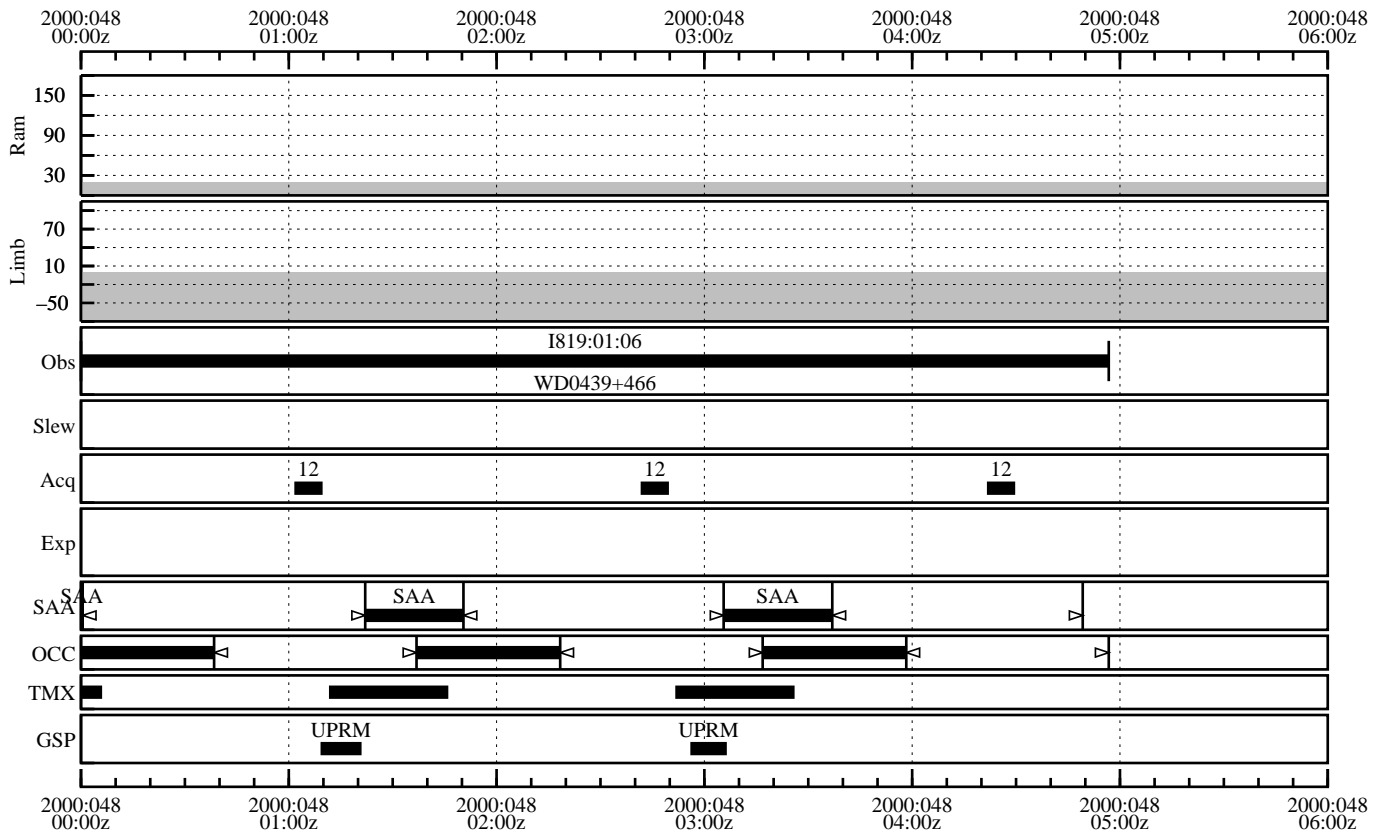 2000:048 2000:048 2000:048 2000:048 2000:048 2000:048 2000:048
00:00z 01:00z 02:00z 03:00z 04:00z 05:00z 06:00z
Ram
150
90
30
Limb
70
10
−50
Obs
I819:01:06
WD0439+466
Slew
Acq
12 12 12
Exp
SAA
SAA SAA SAA
OCC
TMX
GSP
UPRM UPRM
2000:048 2000:048 2000:048 2000:048 2000:048 2000:048 2000:048
00:00z 01:00z 02:00z 03:00z 04:00z 05:00z 06:00z